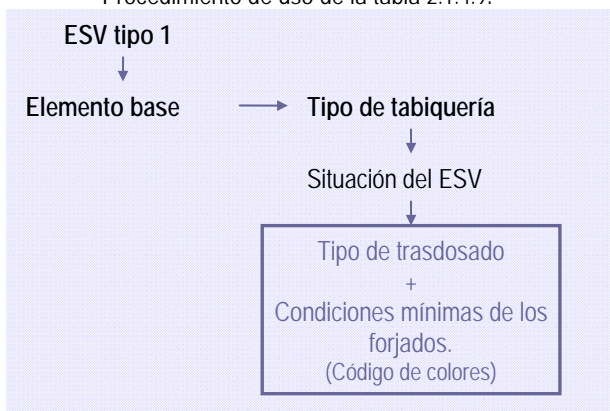 Procedimiento de uso de la tabla 2.1.4.9.
ESV tipo 1
Elemento base
Tipo de tabiquería
Situación del ESV
Tipo de trasdosado
+
Condiciones mínimas de los
forjados.
(Código de colores)